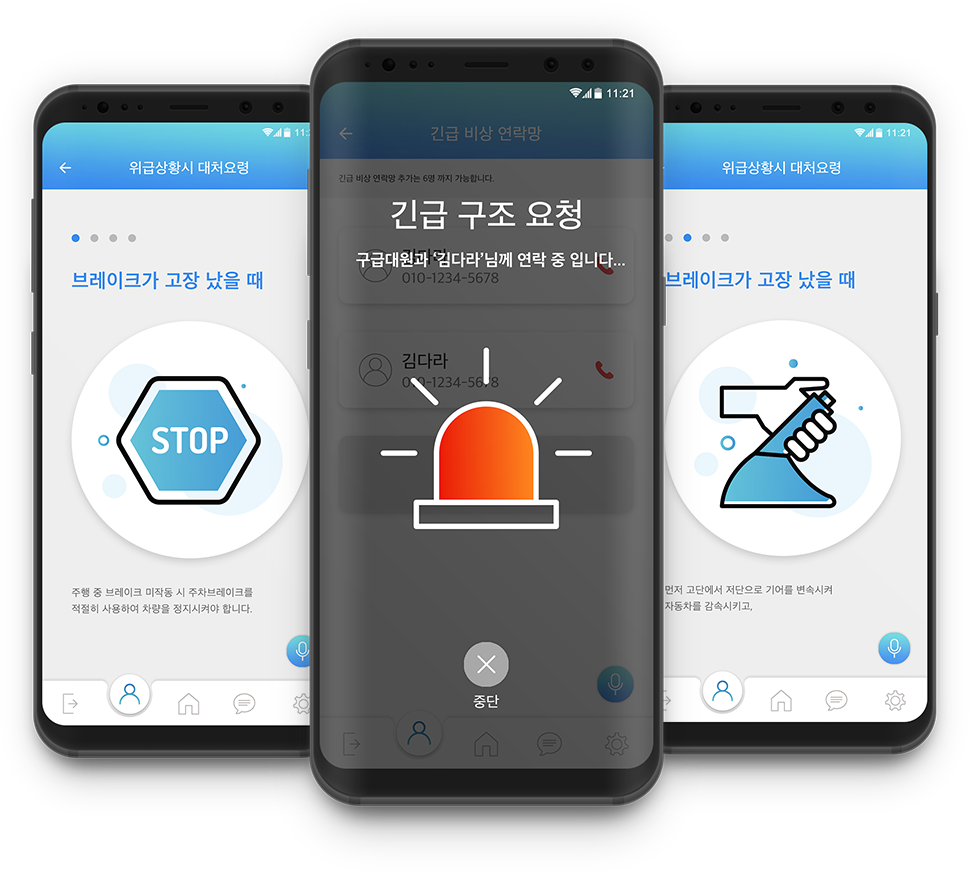 11:
위급상황시 대처요령
브레이크가 고장 났을 때
STOP
주행 중 브레이크 미작동 시 주차브레이크를
적절히 사용하여 차량을 정지시켜야 합니다.
11:21
긴급 비상 연락망
긴급 비상 연락망 추가는 6명 까지 가능합니다.
긴급 구조 요청
구급대원과 '김다라'님께 연락 중 입니다...
010-1234-5678
김다라
010-1234-5678
중단
11:21
위급상황시 대처요령
브레이크가 고장 났을 때
먼저 고단에서 저단으로 기어를 변속시켜
자동차를 감속시키고,